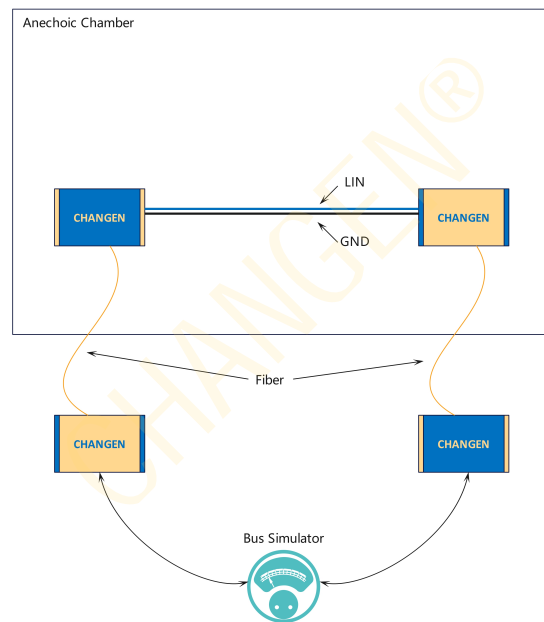 Anechoic Chamber
LIN
CHANGEN
CHANGEN
GND
Fiber
CHANGEN
CHANGEN
Bus Simulator
CHANGEN®